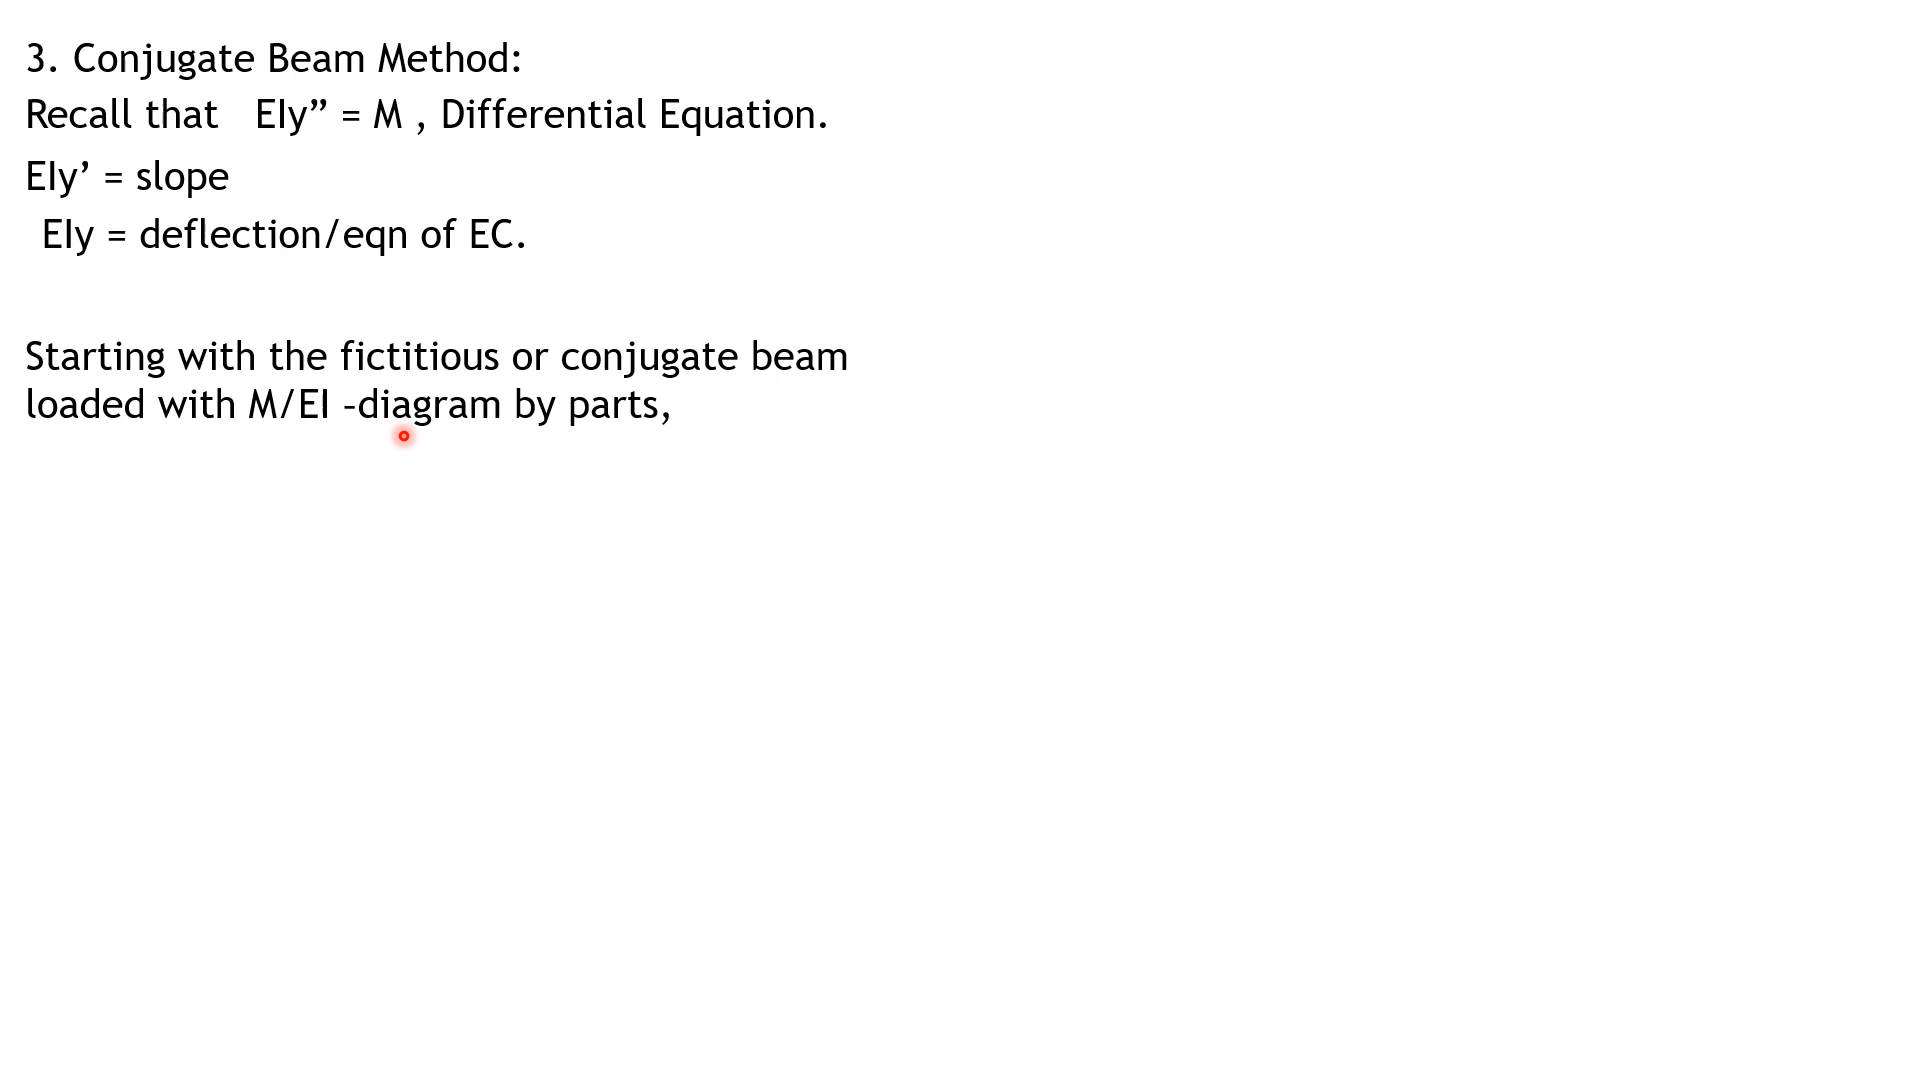 3. Conjugate Beam Method:
Recall that EIy” = M , Differential Equation.
EIy’ = slope
EIy = deflection/eqn of EC.
Starting with the fictitious or conjugate beam
loaded with M/EI –diagram by parts,